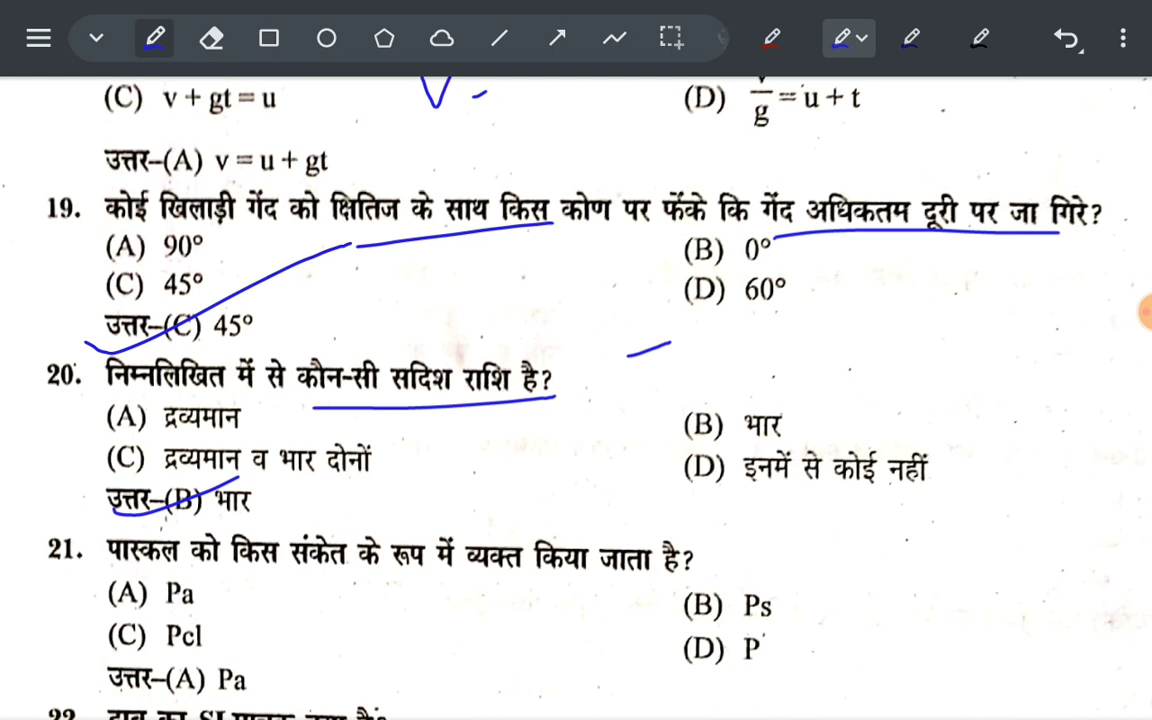 (C) v + gt = u
(D) v/g = u + t
उत्तर–(A) v = u + gt
19. कोई खिलाड़ी गेंद को क्षितिज के साथ किस कोण पर फेंके कि गेंद अधिकतम दूरी पर जा गिरे?
(A) 90°
(B) 0°
(C) 45°
(D) 60°
उत्तर–(C) 45°
20. निम्नलिखित में से कौन-सी सदिश राशि है?
(A) द्रव्यमान
(B) भार
(C) द्रव्यमान व भार दोनों
(D) इनमें से कोई नहीं
उत्तर–(B) भार
21. पास्कल को किस संकेत के रूप में व्यक्त किया जाता है?
(A) Pa
(B) Ps
(C) Pcl
(D) P
उत्तर–(A) Pa